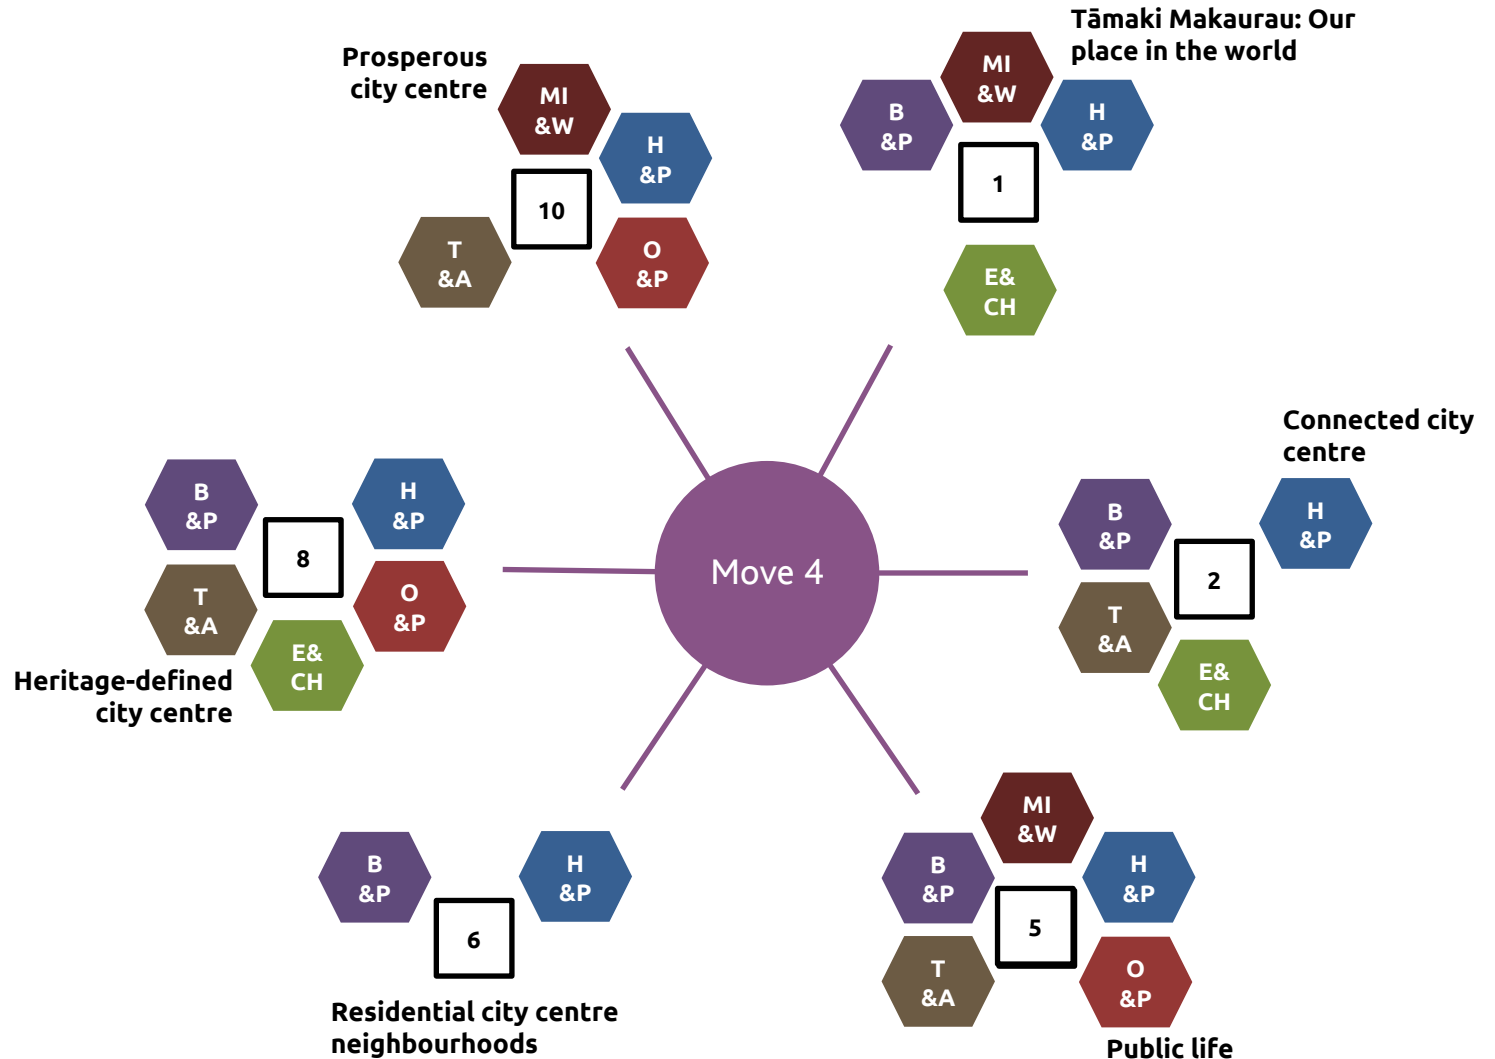 Prosperous
city centre
MI
&W
H
&P
10
T
&A
O
&P
Tāmaki Makaurau: Our
place in the world
MI
&W
B
&P
H
&P
1
E&
CH
Connected city
centre
B
&P
H
&P
2
T
&A
E&
CH
Move 4
B
&P
H
&P
8
T
&A
O
&P
E&
CH
Heritage-defined
city centre
B
&P
H
&P
6
Residential city centre
neighbourhoods
MI
&W
B
&P
H
&P
5
T
&A
O
&P
Public life